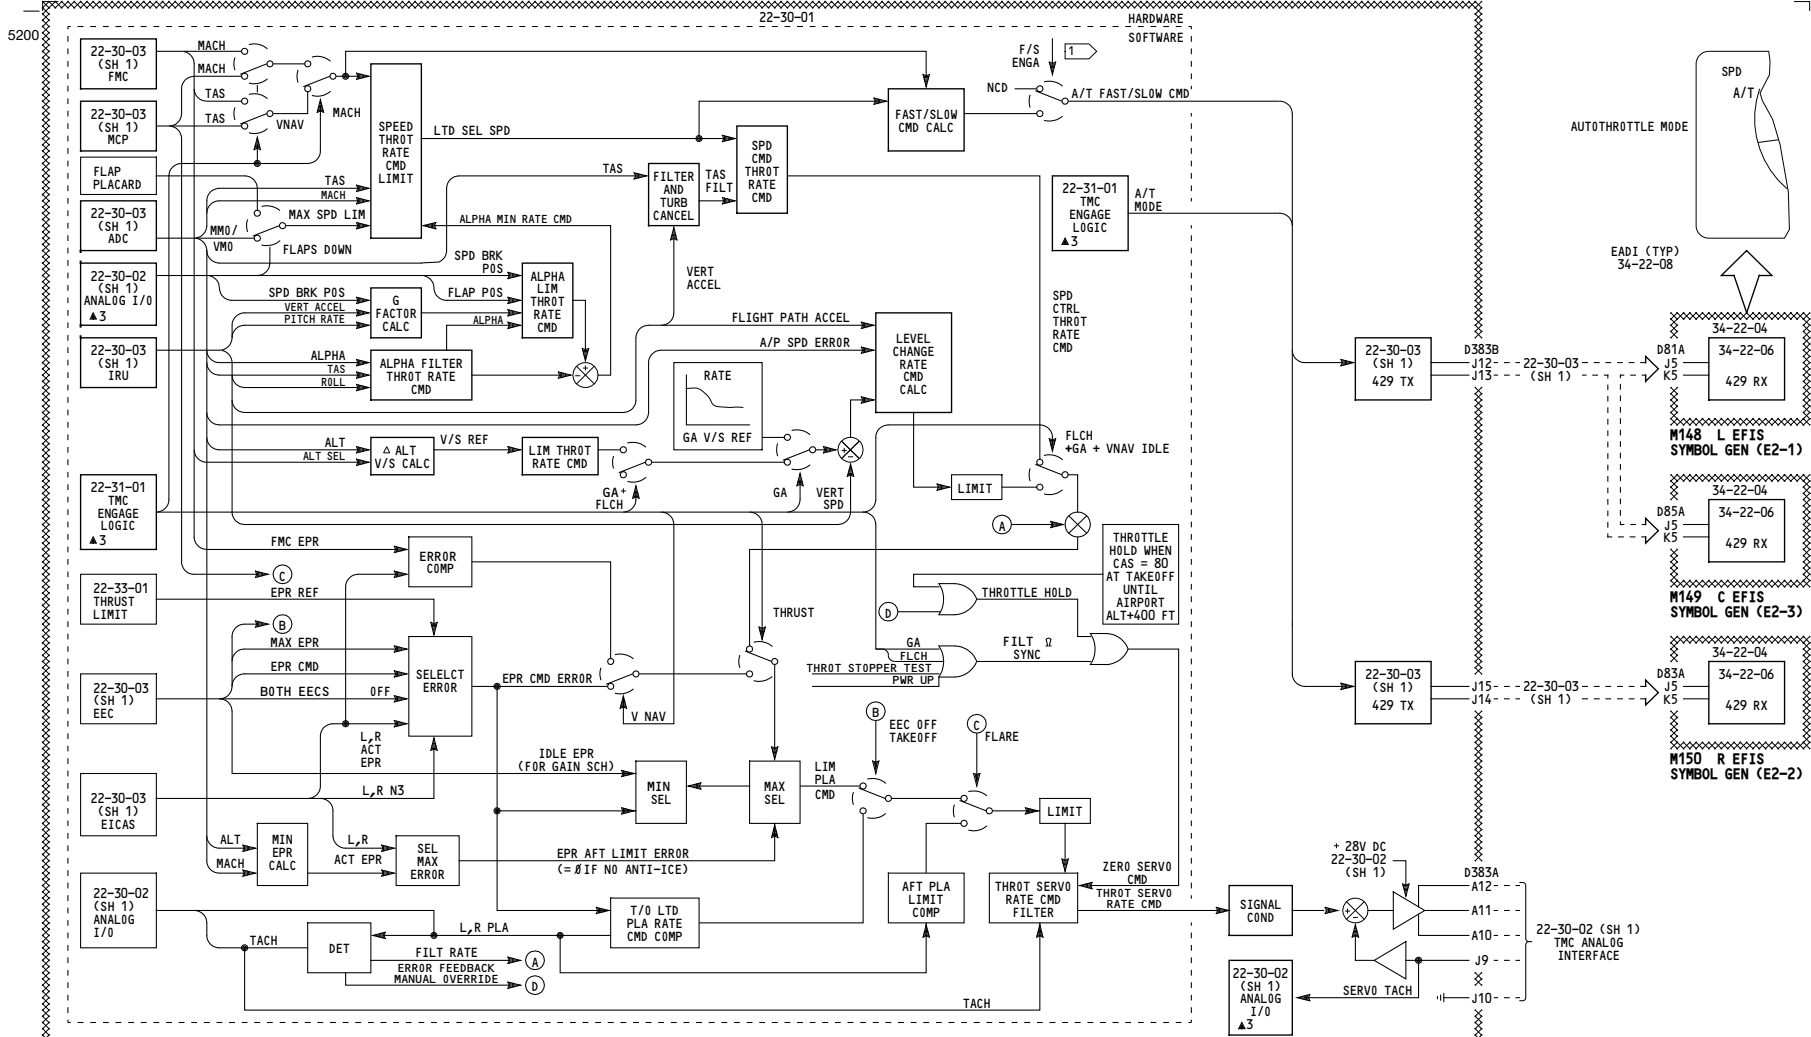 5200
22-30-01
HARDWARE
SOFTWARE
22-30-03
(SH 1)
FMC
22-30-03
(SH 1)
MCP
FLAP
PLACARD
22-30-03
(SH 1)
ADC
22-30-02
(SH 1)
ANALOG I/O
▲3
22-30-03
(SH 1)
IRU
22-31-01
TMC
ENGAGE
LOGIC
▲3
22-33-01
THRUST
LIMIT
22-30-03
(SH 1)
EEC
22-30-03
(SH 1)
EICAS
22-30-02
(SH 1)
ANALOG
I/O
MACH
MACH
TAS
TAS
VNAV
MACH
TAS
MACH
MAX SPD LIM
MMO/
VMO
FLAPS DOWN
SPEED
THROT
RATE
CMD
LIMIT
LTD SEL SPD
ALPHA MIN RATE CMD
TAS
FILTER
AND
TURB
CANCEL
TAS
FILT
SPD
CMD
THROT
RATE
CMD
FAST/SLOW
CMD CALC
F/S
ENGA
1
NCD
A/T FAST/SLOW CMD
22-31-01
TMC
ENGAGE
LOGIC
▲3
A/T
MODE
SPD BRK
POS
SPD BRK POS
VERT ACCEL
PITCH RATE
G
FACTOR
CALC
FLAP POS
ALPHA
ALPHA
LIM
THROT
RATE
CMD
ALPHA
TAS
ROLL
ALPHA FILTER
THROT RATE
CMD
+
-
VERT
ACCEL
FLIGHT PATH ACCEL
A/P SPD ERROR
LEVEL
CHANGE
RATE
CMD
CALC
SPD
CTRL
THROT
RATE
CMD
RATE
GA V/S REF
ALT
ALT SEL
△ ALT
V/S CALC
V/S REF
LIM THROT
RATE CMD
GA+
FLCH
GA
VERT
SPD
+
-
FLCH
+GA + VNAV IDLE
LIMIT
A
FMC EPR
C
EPR REF
B
MAX EPR
EPR CMD
BOTH EECS OFF
L,R
ACT
EPR
ERROR
COMP
SELELCT
ERROR
EPR CMD ERROR
V NAV
THRUST
THROTTLE
HOLD WHEN
CAS = 80
AT TAKEOFF
UNTIL
AIRPORT
ALT+400 FT
D
THROTTLE HOLD
GA
FLCH
THROT STOPPER TEST
PWR UP
FILT Ω
SYNC
IDLE EPR
(FOR GAIN SCH)
L,R N3
MIN
SEL
MAX
SEL
LIM
PLA
CMD
B
EEC OFF
TAKEOFF
C
FLARE
LIMIT
ALT
MACH
MIN
EPR
CALC
L,R
ACT EPR
SEL
MAX
ERROR
EPR AFT LIMIT ERROR
(= Ø IF NO ANTI-ICE)
T/O LTD
PLA RATE
CMD COMP
AFT PLA
LIMIT
COMP
THROT SERVO
RATE CMD
FILTER
ZERO SERVO
CMD
THROT SERVO
RATE CMD
TACH
DET
L,R PLA
FILT RATE
A
ERROR FEEDBACK
MANUAL OVERRIDE
D
TACH
SIGNAL
COND
+ 28V DC
22-30-02
(SH 1)
+
-
22-30-02
(SH 1)
ANALOG
I/O
▲3
SERVO TACH
D383A
A12
A11
A10
J9
J10
22-30-02 (SH 1)
TMC ANALOG
INTERFACE
22-30-03
(SH 1)
429 TX
D383B
J12
J13
22-30-03
(SH 1)
22-30-03
(SH 1)
429 TX
J15
J14
22-30-03
(SH 1)
SPD
A/T
AUTOTHROTTLE MODE
EADI (TYP)
34-22-08
34-22-04
D81A
J5
K5
34-22-06
429 RX
M148 L EFIS
SYMBOL GEN (E2-1)
34-22-04
D85A
J5
K5
34-22-06
429 RX
M149 C EFIS
SYMBOL GEN (E2-3)
34-22-04
D83A
J5
K5
34-22-06
429 RX
M150 R EFIS
SYMBOL GEN (E2-2)